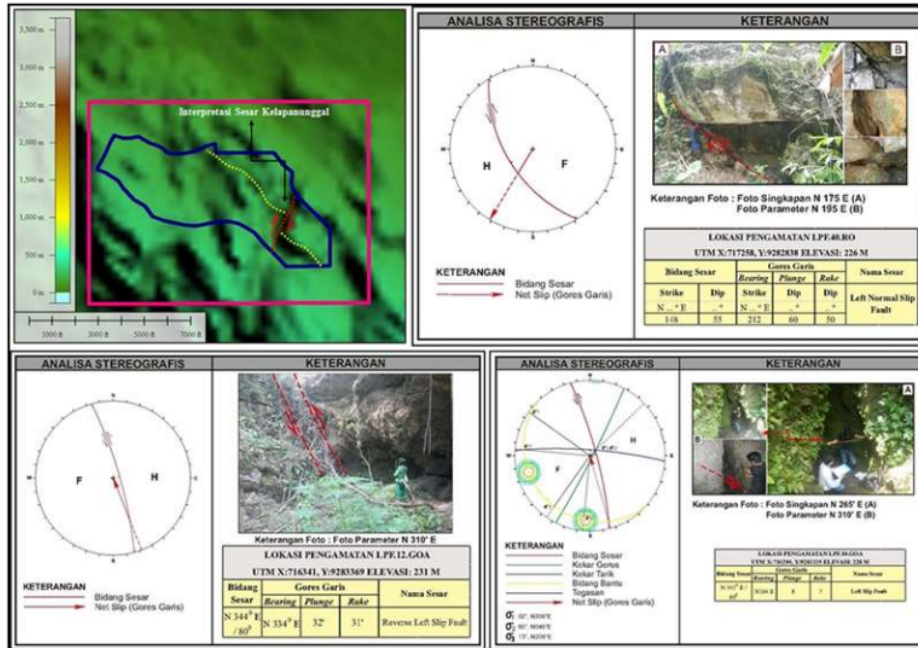 3,500 m
3,000 m
2,500 m
2,000 m
1,500 m
1,000 m
500 m
0 m
Interpretasi Sesar Kelapanunggal
1000 ft
3000 ft
5000 ft
7000 ft
ANALISA STEREOGRAFIS
KETERANGAN
H
F
KETERANGAN
Bidang Sesar
Net Slip (Gores Garis)
A
B
Keterangan Foto : Foto Singkapan N 175 E (A)
Foto Parameter N 195 E (B)
LOKASI PENGAMATAN LPF.40.RO
UTM X:717258, Y:9282838 ELEVASI: 226 M
Bidang Sesar
Gores Garis
Nama Sesar
Bearing
Plunge
Rake
Strike
Dip
Strike
Dip
Dip
Left Normal Slip Fault
N ...° E
...°
N ...° E
...°
...°
148
55
212
60
50
ANALISA STEREOGRAFIS
KETERANGAN
F
H
KETERANGAN
Bidang Sesar
Net Slip (Gores Garis)
Keterangan Foto : Foto Singkapan N 310' E
LOKASI PENGAMATAN LPF.12.GOA
UTM X:716341, Y:9283369 ELEVASI: 231 M
Bidang Sesar
Gores Garis
Nama Sesar
Bearing
Plunge
Rake
N 344⁰ E / 80⁰
N 334⁰ E
32'
31'
Reverse Left Slip Fault
ANALISA STEREOGRAFIS
KETERANGAN
H
F
KETERANGAN
Bidang Sesar
Kekar Gerus
Kekar Tarik
Bidang Bantu
Tegasan
Net Slip (Gores Garis)
A
B
Keterangan Foto : Foto Singkapan N 265' E (A)
Foto Parameter N 310' E (B)
Bidang Sesar
Gores Garis
Nama Sesar
Bearing
Plunge
Rake
Left Slip Fault